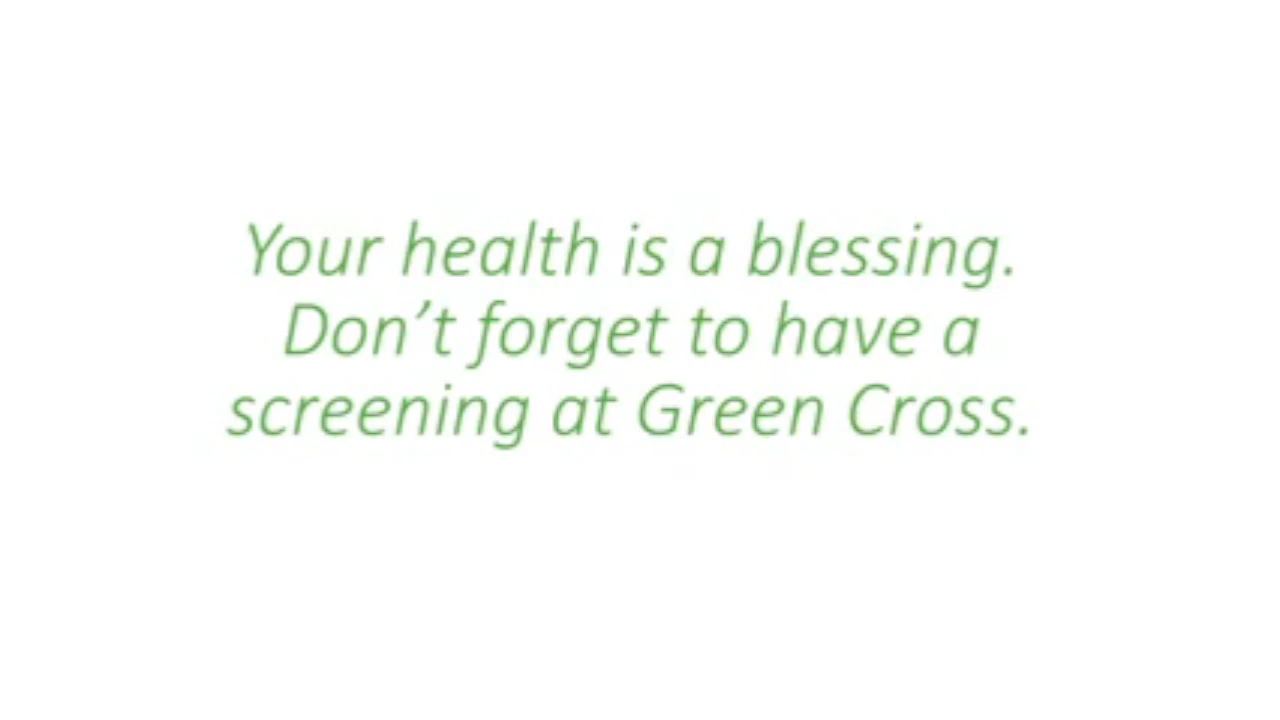 Your health is a blessing.
Don’t forget to have a
screening at Green Cross.